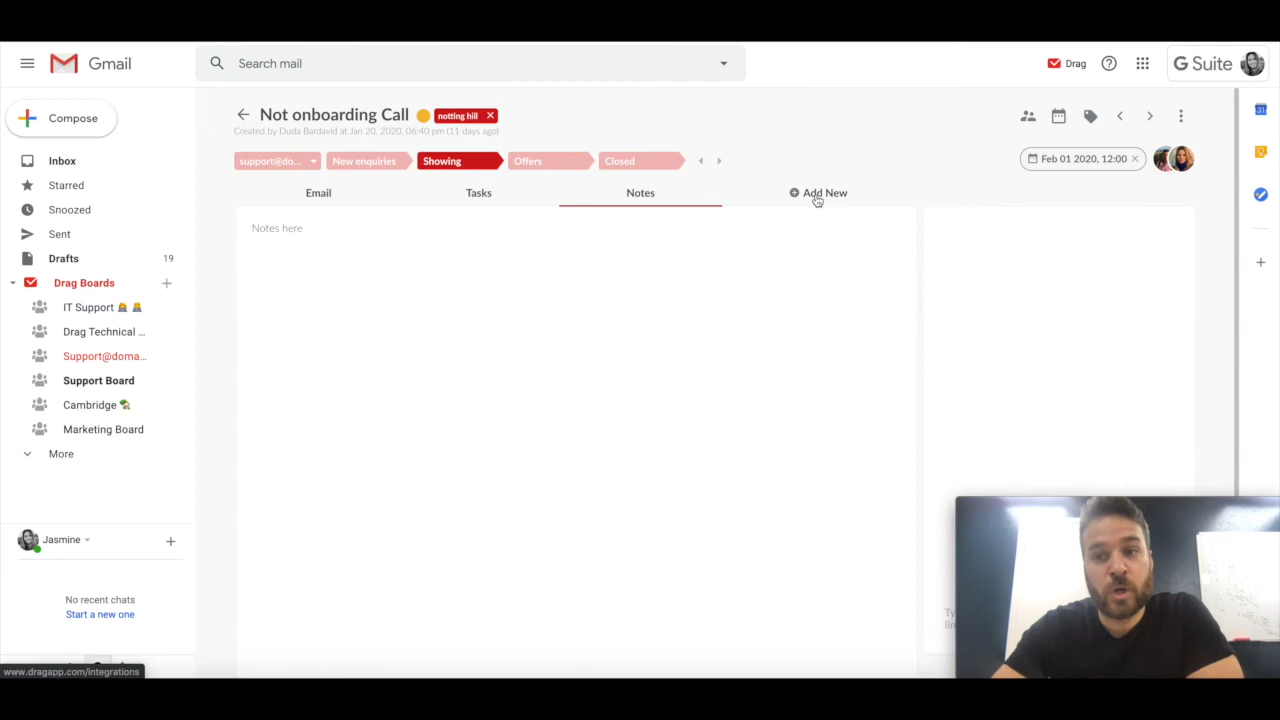 Gmail
Search mail
Drag
G Suite
Compose
Inbox
Starred
Snoozed
Sent
Drafts 19
Drag Boards
IT Support
Drag Technical ...
Support@doma...
Support Board
Cambridge
Marketing Board
More
Jasmine
No recent chats
Start a new one
www.dragapp.com/integrations
Not onboarding Call notting hill
Created by Duda Bardavid at Jan 20, 2020, 06:40 pm (11 days ago)
support@do... New enquiries Showing Offers Closed
Feb 01 2020, 12:00
Email Tasks Notes Add New
Notes here
31